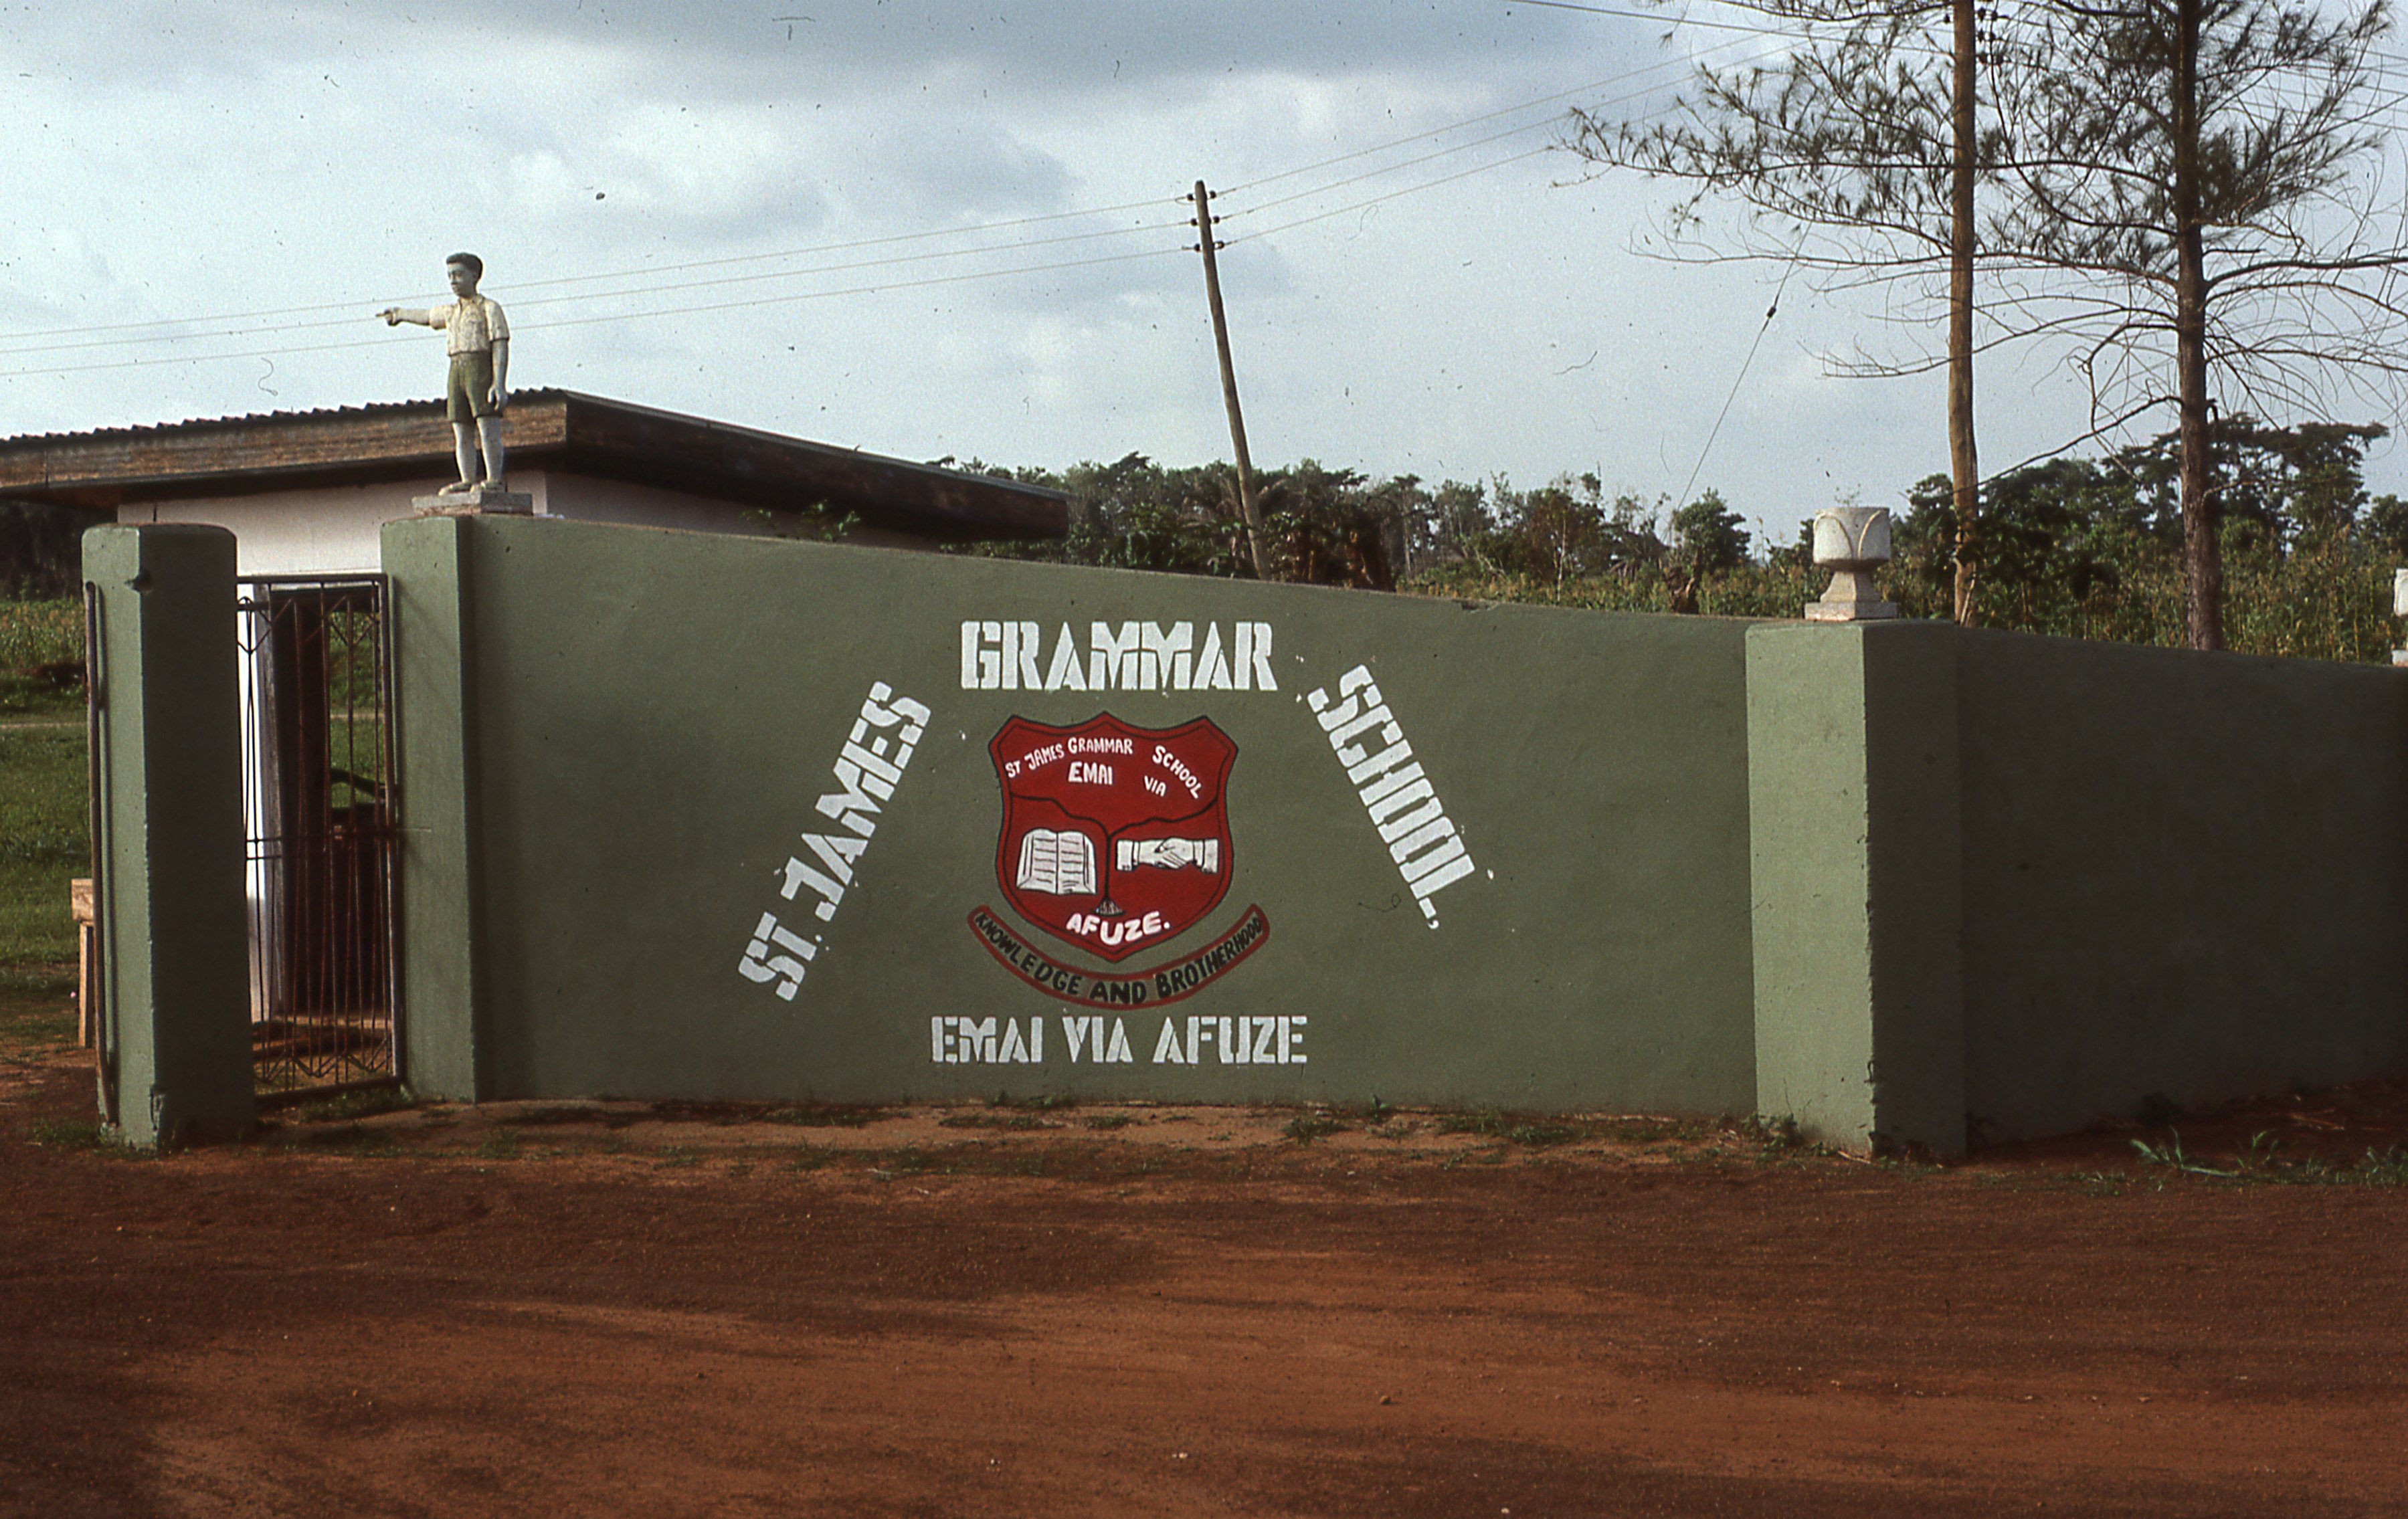 ST. JAMES
GRAMMAR
SCHOOL,
ST JAMES GRAMMAR SCHOOL
EMAI VIA
AFUZE.
KNOWLEDGE AND BROTHERHOOD
EMAI VIA AFUZE